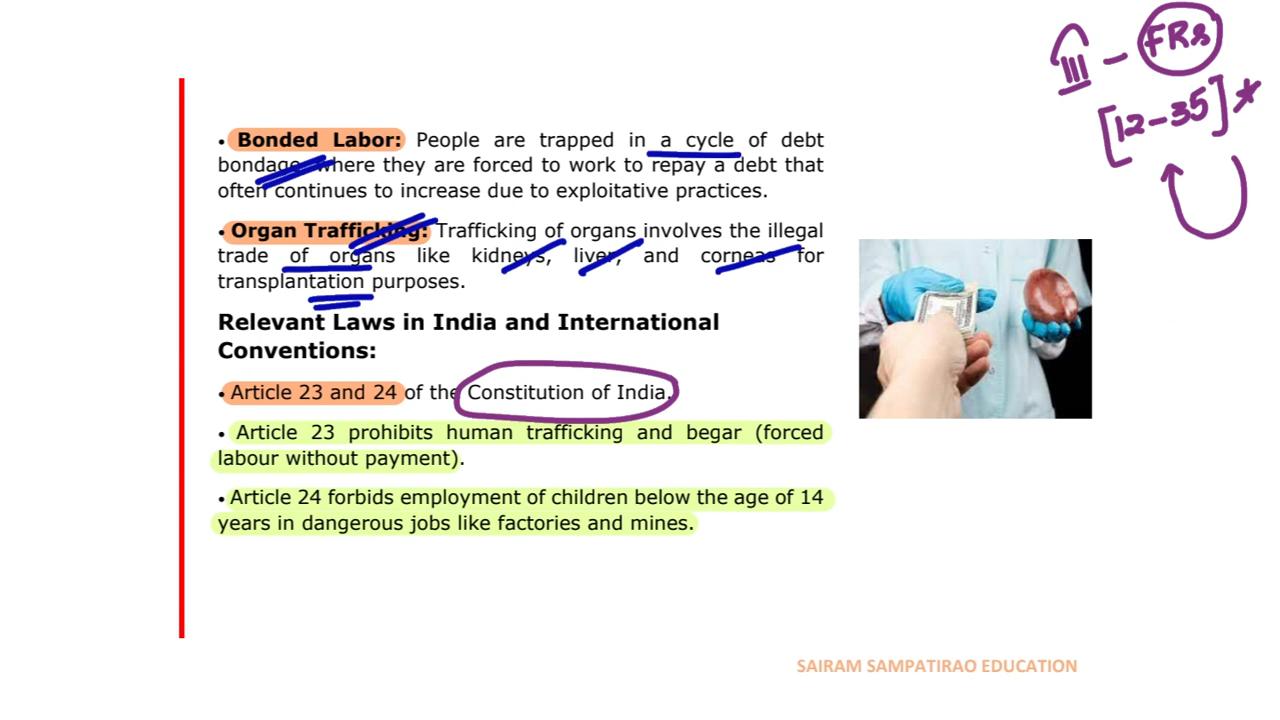 III - FRs
[12-35]*
• Bonded Labor: People are trapped in a cycle of debt
bondage, where they are forced to work to repay a debt that
often continues to increase due to exploitative practices.
• Organ Trafficking: Trafficking of organs involves the illegal
trade of organs like kidneys, liver, and corneas for
transplantation purposes.
Relevant Laws in India and International
Conventions:
• Article 23 and 24 of the Constitution of India.
• Article 23 prohibits human trafficking and begar (forced
labour without payment).
• Article 24 forbids employment of children below the age of 14
years in dangerous jobs like factories and mines.
SAIRAM SAMPATIRAO EDUCATION